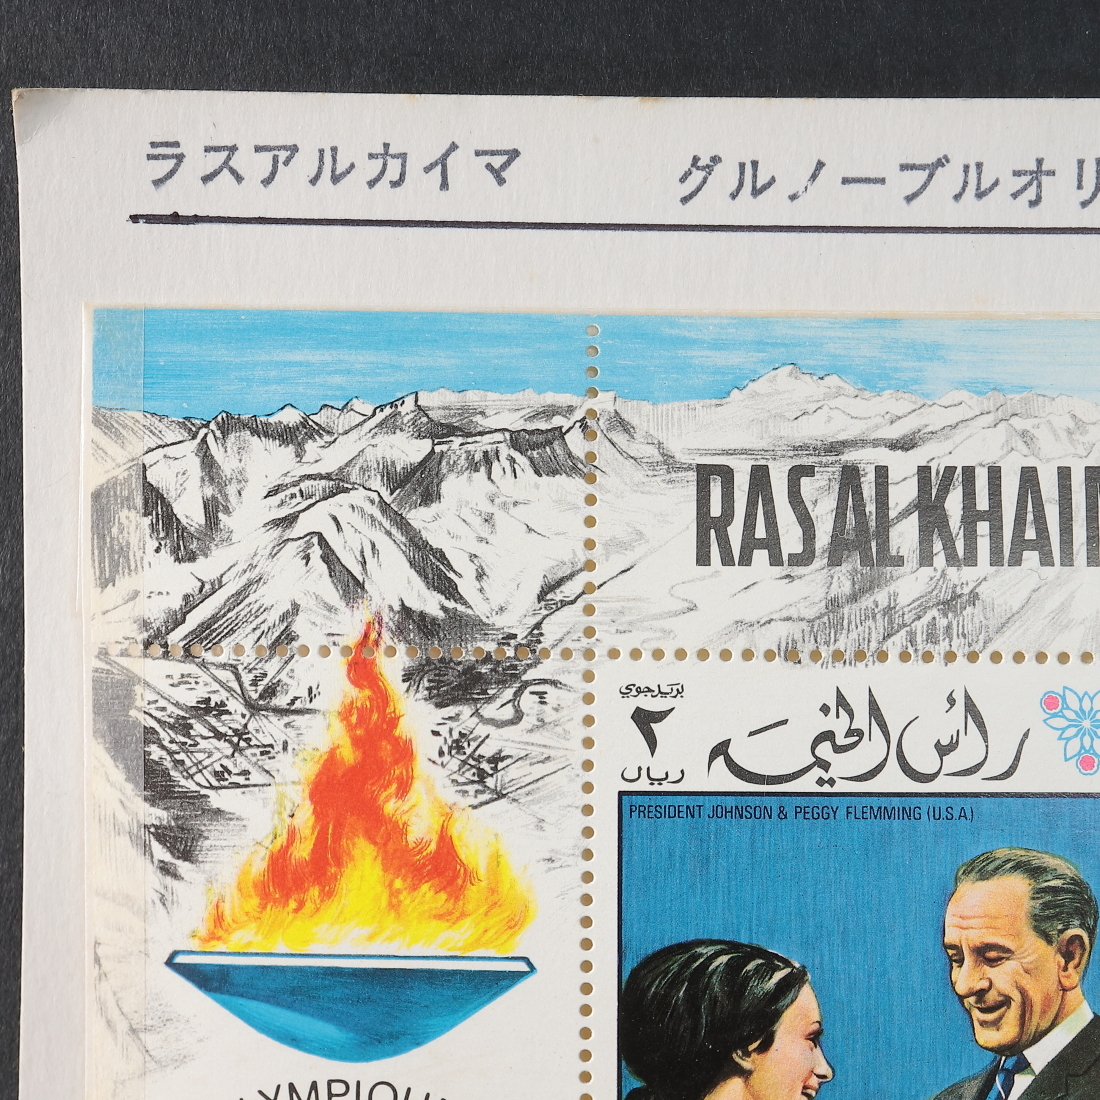 ラスアルカイマ グルノーブルオリ
RAS AL KHAI
بريد جوي
٢
ريال
رأس الخيمه
PRESIDENT JOHNSON & PEGGY FLEMMING (U.S.A.)